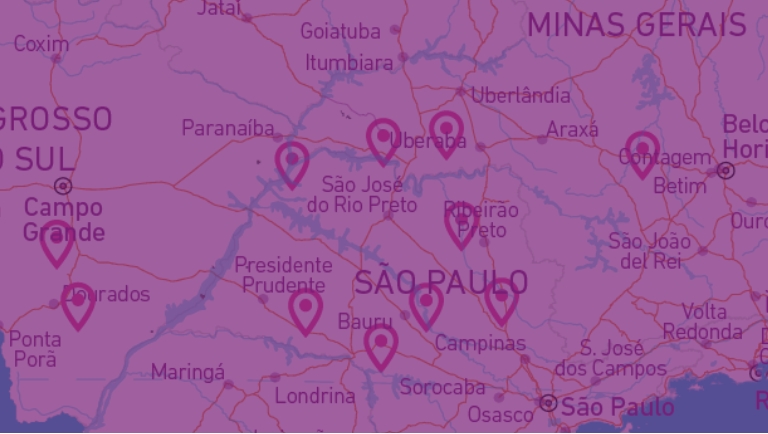 Jataí
MINAS GERAIS
Goiatuba
Coxim
Itumbiara
Uberlândia
GROSSO
O SUL
Paranaíba
Uberaba
Araxá
Belo
Hori
Contagem
Betim
São José
do Rio Preto
Campo
Grande
Ribeirão
Preto
Ouro
São João
del Rei
Presidente
Prudente
SÃO PAULO
Dourados
Volta
Redonda
Bauru
Ponta
Porã
Campinas
S. José
dos Campos
Maringá
Londrina
Sorocaba
Osasco
São Paulo
R